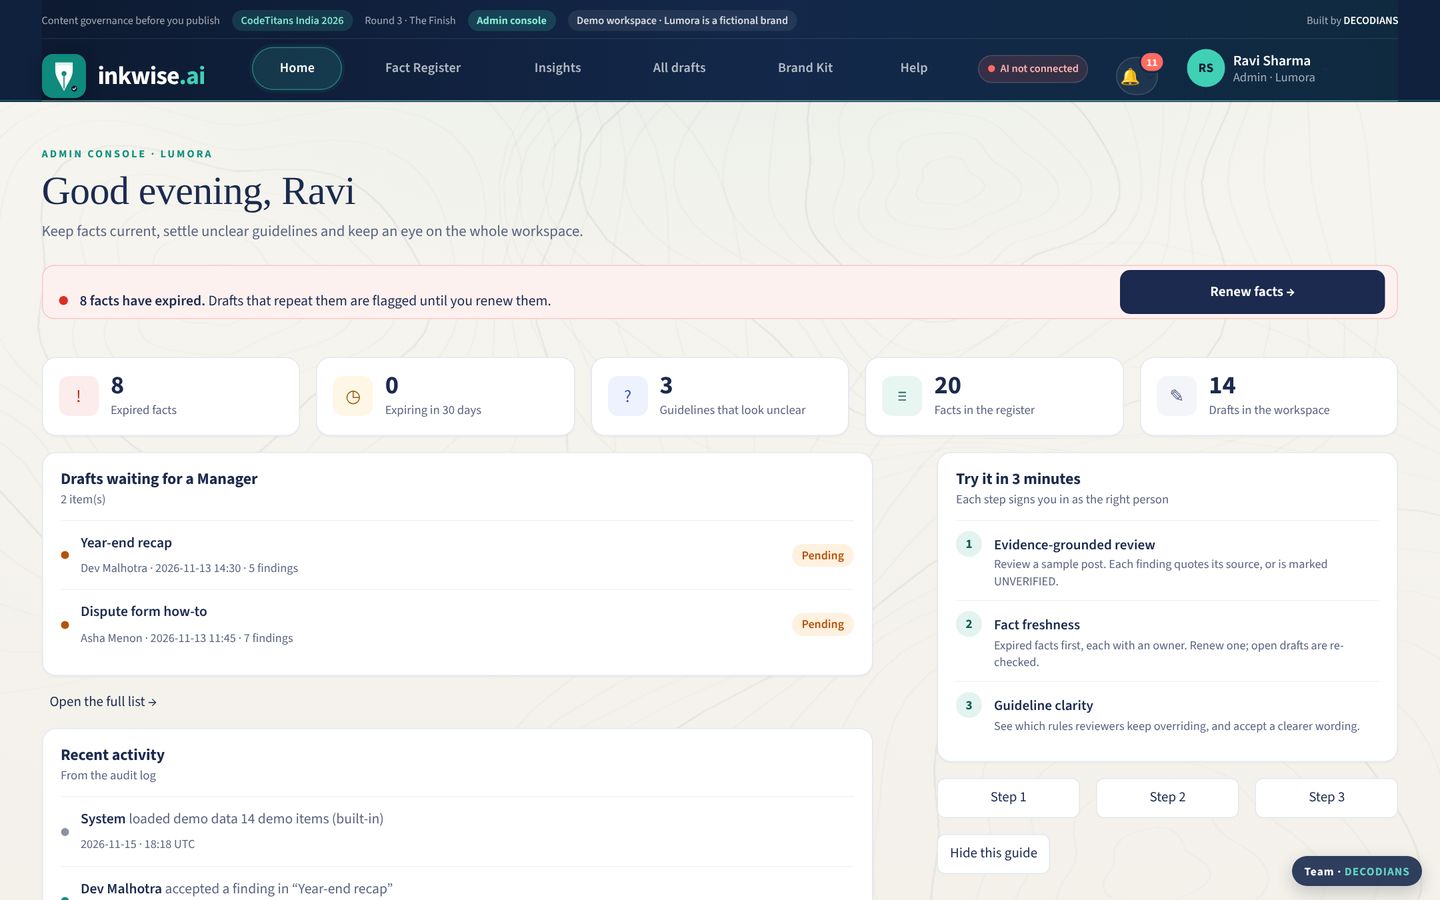 Content governance before you publish
CodeTitans India 2026
Round 3 · The Finish
Admin console
Demo workspace · Lumora is a fictional brand
Built by DECODIANS
inkwise.ai
Home
Fact Register
Insights
All drafts
Brand Kit
Help
AI not connected
11
RS
Ravi Sharma
Admin · Lumora
ADMIN CONSOLE · LUMORA
Good evening, Ravi
Keep facts current, settle unclear guidelines and keep an eye on the whole workspace.
8 facts have expired. Drafts that repeat them are flagged until you renew them.
Renew facts →
!
8
Expired facts
0
Expiring in 30 days
?
3
Guidelines that look unclear
20
Facts in the register
14
Drafts in the workspace
Drafts waiting for a Manager
2 item(s)
Year-end recap
Dev Malhotra · 2026-11-13 14:30 · 5 findings
Pending
Dispute form how-to
Asha Menon · 2026-11-13 11:45 · 7 findings
Pending
Open the full list →
Recent activity
From the audit log
System loaded demo data 14 demo items (built-in)
2026-11-15 · 18:18 UTC
Dev Malhotra accepted a finding in “Year-end recap”
Try it in 3 minutes
Each step signs you in as the right person
1
Evidence-grounded review
Review a sample post. Each finding quotes its source, or is marked
UNVERIFIED.
2
Fact freshness
Expired facts first, each with an owner. Renew one; open drafts are re-
checked.
3
Guideline clarity
See which rules reviewers keep overriding, and accept a clearer wording.
Step 1
Step 2
Step 3
Hide this guide
Team · DECODIANS